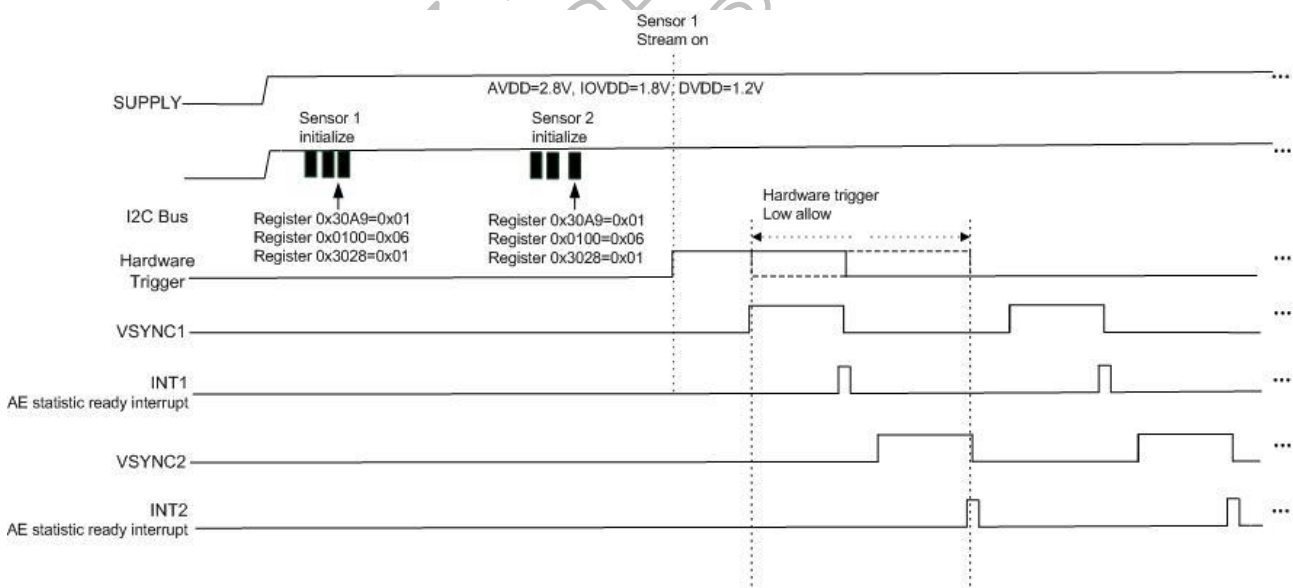 Sensor 1
Stream on
SUPPLY
AVDD=2.8V, IOVDD=1.8V, DVDD=1.2V
...
Sensor 1
initialize
Sensor 2
initialize
...
I2C Bus
Register 0x30A9=0x01
Register 0x0100=0x06
Register 0x3028=0x01
Register 0x30A9=0x01
Register 0x0100=0x06
Register 0x3028=0x01
Hardware trigger
Low allow
Hardware
Trigger
...
VSYNC1
...
INT1
AE statistic ready interrupt
...
VSYNC2
...
INT2
AE statistic ready interrupt
...